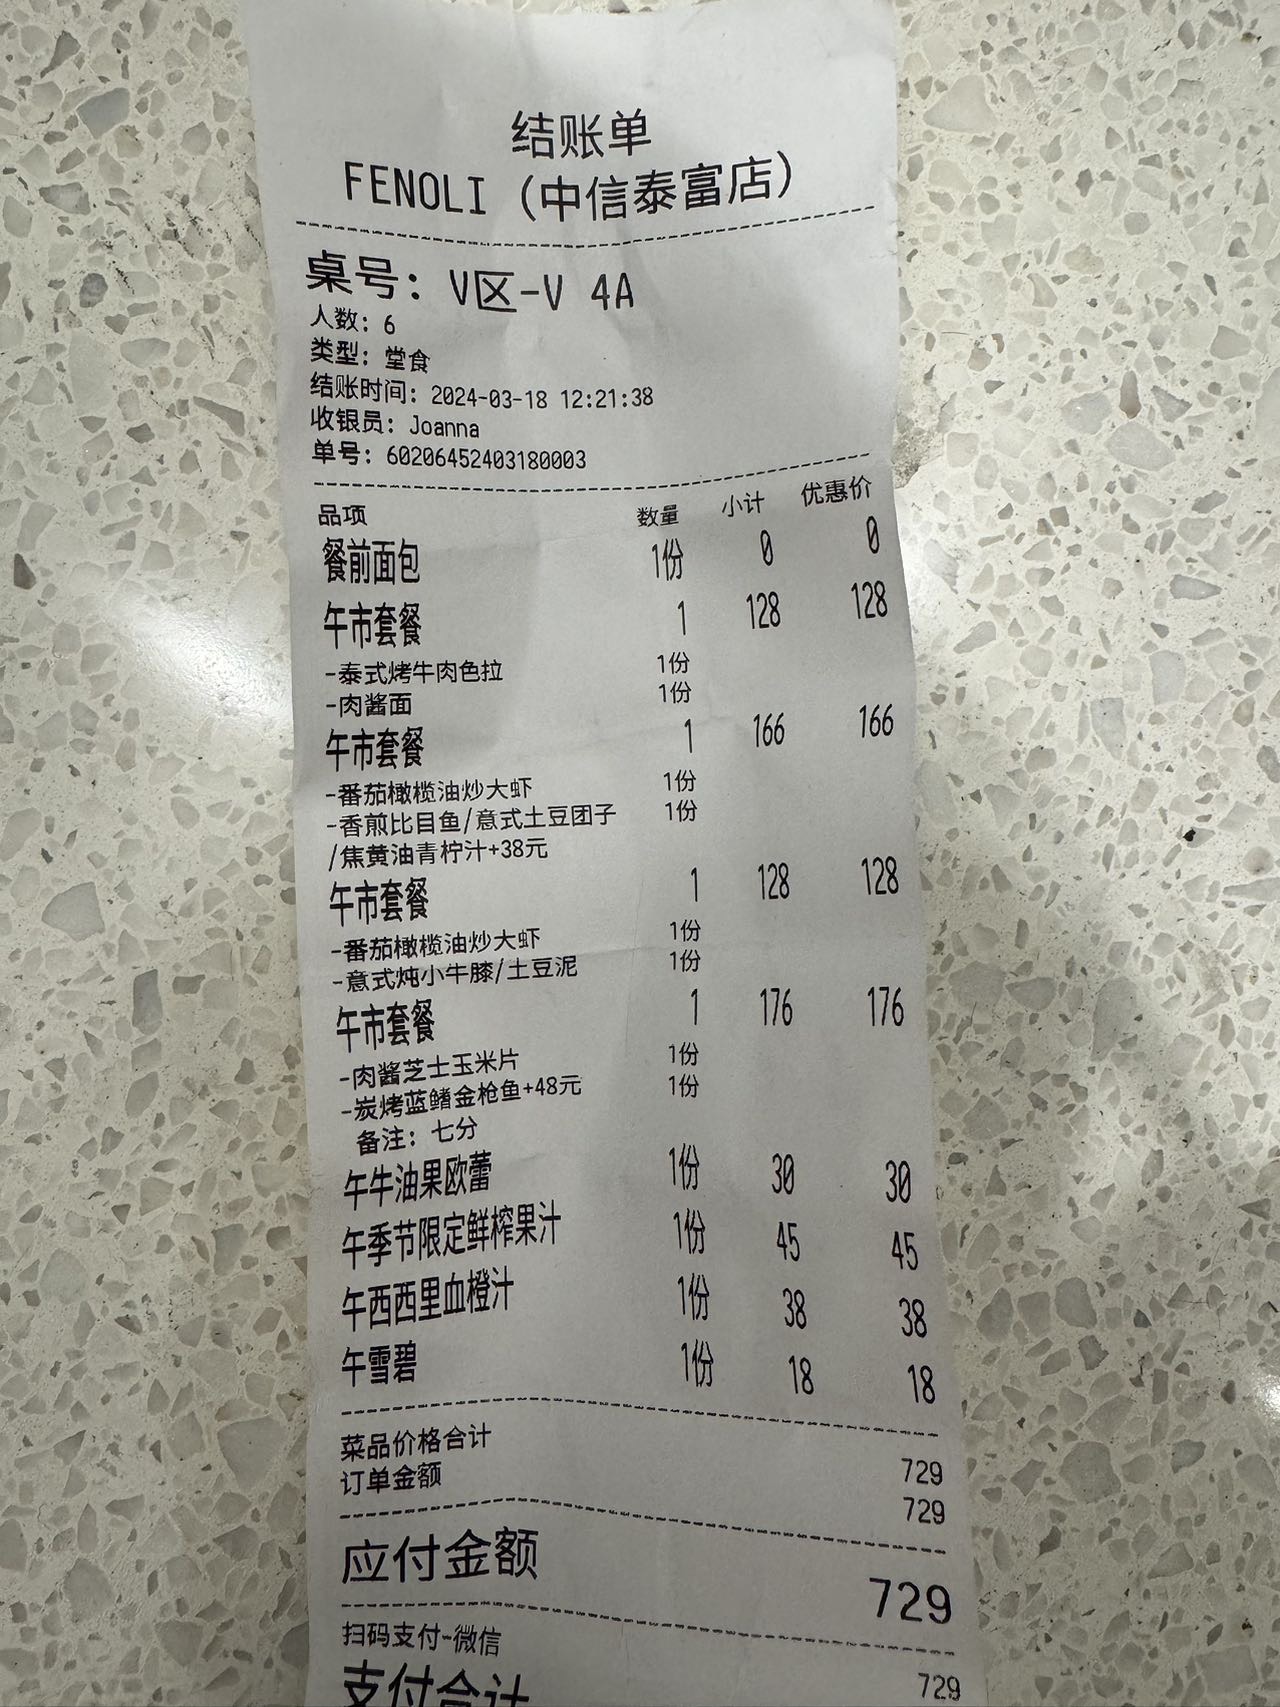 结账单
FENOLI (中信泰富店)
桌号: V区-V 4A
人数: 6
类型: 堂食
结账时间: 2024-03-18 12:21:38
收银员: Joanna
单号: 60206452403180003
品项 数量 小计 优惠价
餐前面包 1份 0 0
午市套餐 1 128 128
-泰式烤牛肉色拉 1份
-肉酱面 1份
午市套餐 1 166 166
-番茄橄榄油炒大虾 1份
-香煎比目鱼/意式土豆团子 1份
/焦黄油青柠汁+38元
午市套餐 1 128 128
-番茄橄榄油炒大虾 1份
-意式炖小牛膝/土豆泥 1份
午市套餐 1 176 176
-肉酱芝士玉米片 1份
-炭烤蓝鳍金枪鱼+48元 1份
备注: 七分
午牛油果欧蕾 1份 30 30
午季节限定鲜榨果汁 1份 45 45
午西西里血橙汁 1份 38 38
午雪碧 1份 18 18
菜品价格合计 729
订单金额 729
应付金额 729
扫码支付-微信 729
支付合计